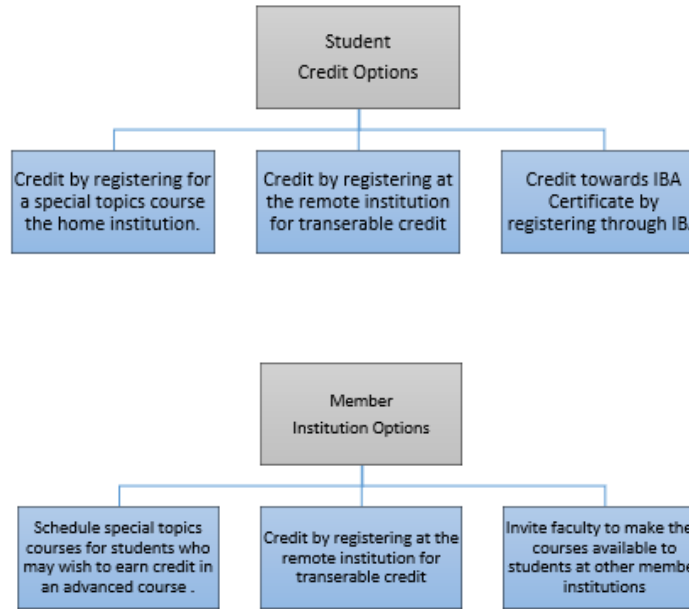 Student
Credit Options
Credit by registering for
a special topics course
the home institution.
Credit by registering at
the remote institution
for transerable credit
Credit towards IBA
Certificate by
registering through IB
Member
Institution Options
Schedule special topics
courses for students who
may wish to earn credit in
an advanced course .
Credit by registering at the
remote institution for
transerable credit
Invite faculty to make the
courses available to
students at other membe
institutions